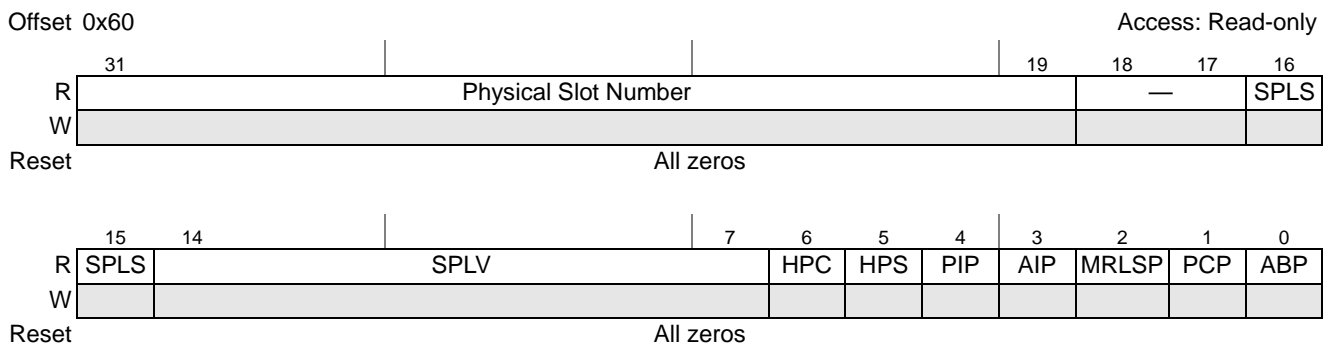 Offset 0x60 Access: Read-only
31 19 18 17 16
R Physical Slot Number — SPLS
W
Reset All zeros
15 14 7 6 5 4 3 2 1 0
R SPLS SPLV HPC HPS PIP AIP MRLSP PCP ABP
W
Reset All zeros